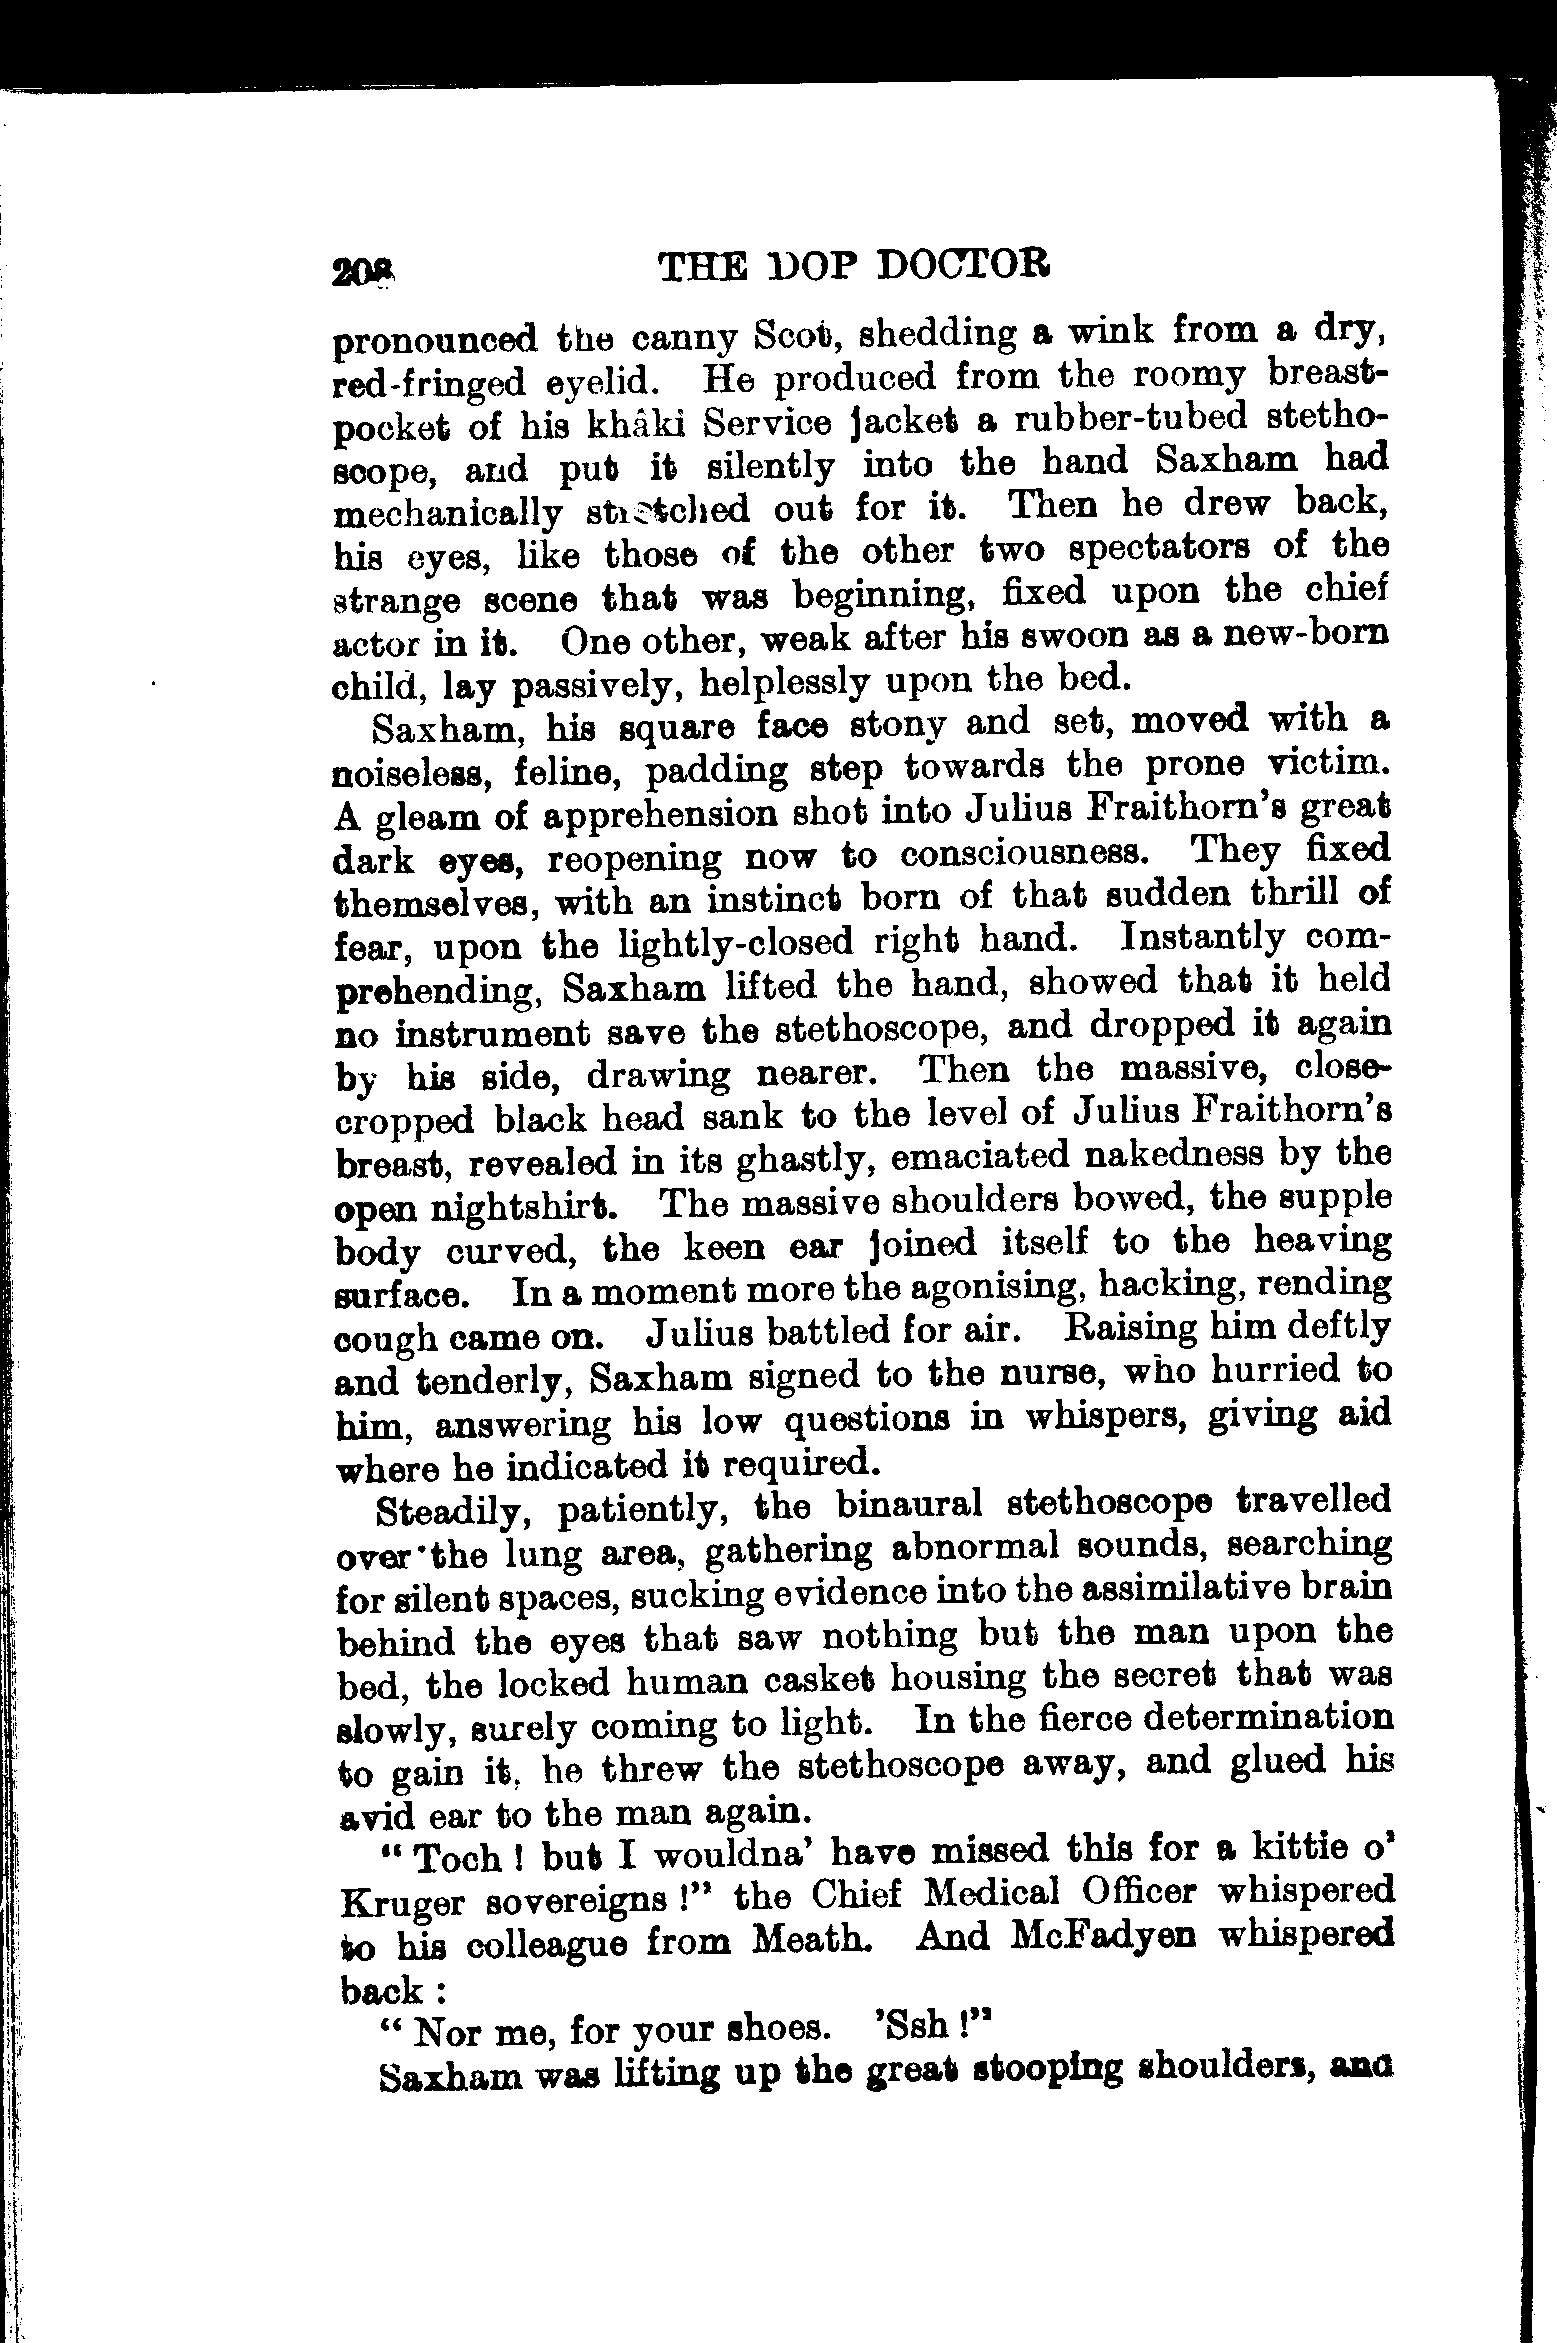 208 THE DOP DOCTOR
pronounced the canny Scot, shedding a wink from a dry,
red-fringed eyelid. He produced from the roomy breast-
pocket of his khâki Service jacket a rubber-tubed stetho-
scope, and put it silently into the hand Saxham had
mechanically stretched out for it. Then he drew back,
his eyes, like those of the other two spectators of the
strange scene that was beginning, fixed upon the chief
actor in it. One other, weak after his swoon as a new-born
child, lay passively, helplessly upon the bed.
Saxham, his square face stony and set, moved with a
noiseless, feline, padding step towards the prone victim.
A gleam of apprehension shot into Julius Fraithorn's great
dark eyes, reopening now to consciousness. They fixed
themselves, with an instinct born of that sudden thrill of
fear, upon the lightly-closed right hand. Instantly com-
prehending, Saxham lifted the hand, showed that it held
no instrument save the stethoscope, and dropped it again
by his side, drawing nearer. Then the massive, close-
cropped black head sank to the level of Julius Fraithorn's
breast, revealed in its ghastly, emaciated nakedness by the
open nightshirt. The massive shoulders bowed, the supple
body curved, the keen ear joined itself to the heaving
surface. In a moment more the agonising, hacking, rending
cough came on. Julius battled for air. Raising him deftly
and tenderly, Saxham signed to the nurse, who hurried to
him, answering his low questions in whispers, giving aid
where he indicated it required.
Steadily, patiently, the binaural stethoscope travelled
over the lung area, gathering abnormal sounds, searching
for silent spaces, sucking evidence into the assimilative brain
behind the eyes that saw nothing but the man upon the
bed, the locked human casket housing the secret that was
slowly, surely coming to light. In the fierce determination
to gain it, he threw the stethoscope away, and glued his
avid ear to the man again.
" Toch ! but I wouldna' have missed this for a kittie o'
Kruger sovereigns !" the Chief Medical Officer whispered
to his colleague from Meath. And McFadyen whispered
back :
" Nor me, for your shoes. 'Ssh !"
Saxham was lifting up the great stooping shoulders, and